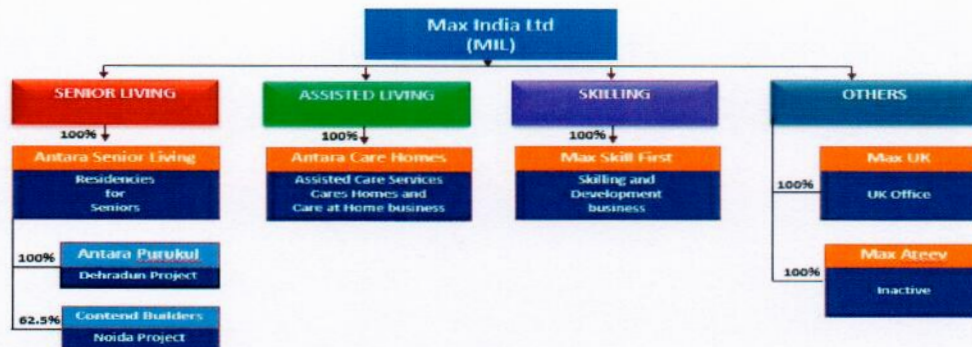 Max India Ltd
(MIL)
SENIOR LIVING
ASSISTED LIVING
SKILLING
OTHERS
100%
100%
100%
Antara Senior Living
Residencies
for
Seniors
Antara Care Homes
Assisted Care Services
Cares Homes and
Care at Home business
Max Skill First
Skilling and
Development
business
Max UK
100%
UK Office
100%
Antara Purukul
Dehradun Project
Max Ateev
100%
Inactive
62.5%
Contend Builders
Noida Project